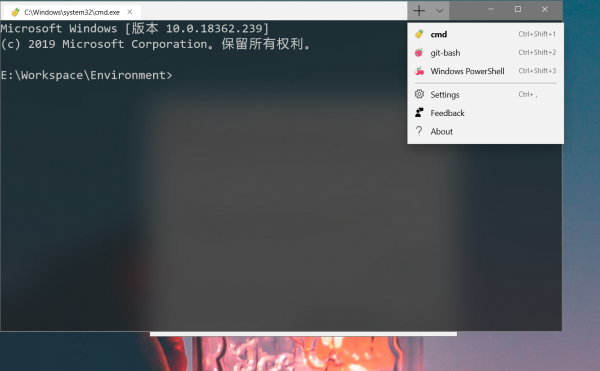 C:\Windows\system32\cmd.exe
Microsoft Windows [版本 10.0.18362.239]
(c) 2019 Microsoft Corporation。保留所有权利。
E:\Workspace\Environment>
cmd Ctrl+Shift+1
git-bash Ctrl+Shift+2
Windows PowerShell Ctrl+Shift+3
Settings Ctrl+ ,
Feedback
About